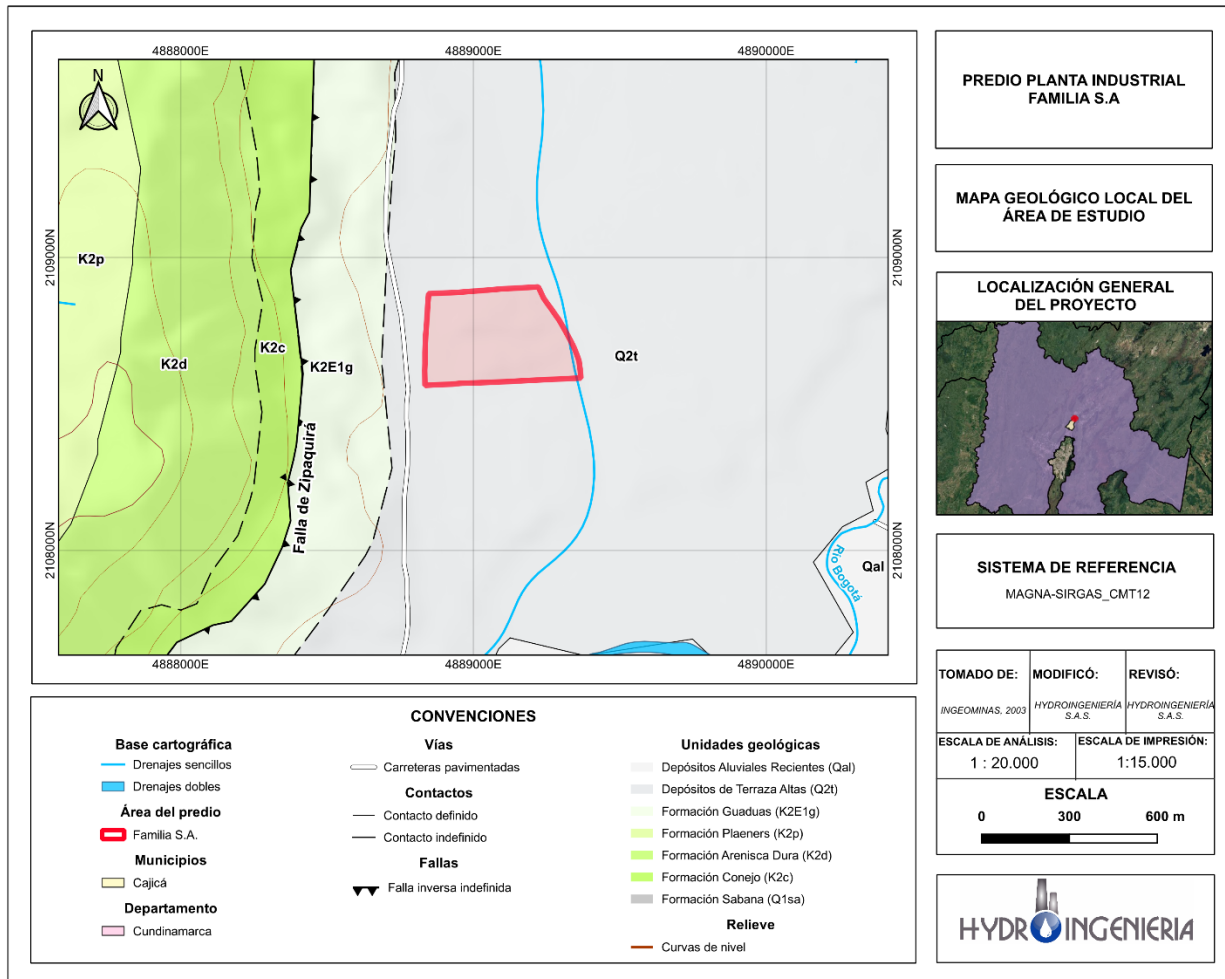 4888000E
4889000E
4890000E
N
2109000N
2109000N
K2p
K2d
K2c
K2E1g
Q2t
Falla de Zipaquirá
2108000N
2108000N
Río Bogotá
Qal
4888000E
4889000E
4890000E
PREDIO PLANTA INDUSTRIAL
FAMILIA S.A
MAPA GEOLÓGICO LOCAL DEL
ÁREA DE ESTUDIO
LOCALIZACIÓN GENERAL
DEL PROYECTO
SISTEMA DE REFERENCIA
MAGNA-SIRGAS_CMT12
TOMADO DE:
INGEOMINAS, 2003
MODIFICÓ:
HYDROINGENIERÍA
S.A.S.
REVISÓ:
HYDROINGENIERÍA
S.A.S.
ESCALA DE ANÁLISIS:
1 : 20.000
ESCALA DE IMPRESIÓN:
1:15.000
ESCALA
0 300 600 m
HYDROINGENIERIA
CONVENCIONES
Base cartográfica
Drenajes sencillos
Drenajes dobles
Área del predio
Familia S.A.
Municipios
Cajicá
Departamento
Cundinamarca
Vías
Carreteras pavimentadas
Contactos
Contacto definido
Contacto indefinido
Fallas
Falla inversa indefinida
Unidades geológicas
Depósitos Aluviales Recientes (Qal)
Depósitos de Terraza Altas (Q2t)
Formación Guaduas (K2E1g)
Formación Plaeners (K2p)
Formación Arenisca Dura (K2d)
Formación Conejo (K2c)
Formación Sabana (Q1sa)
Relieve
Curvas de nivel